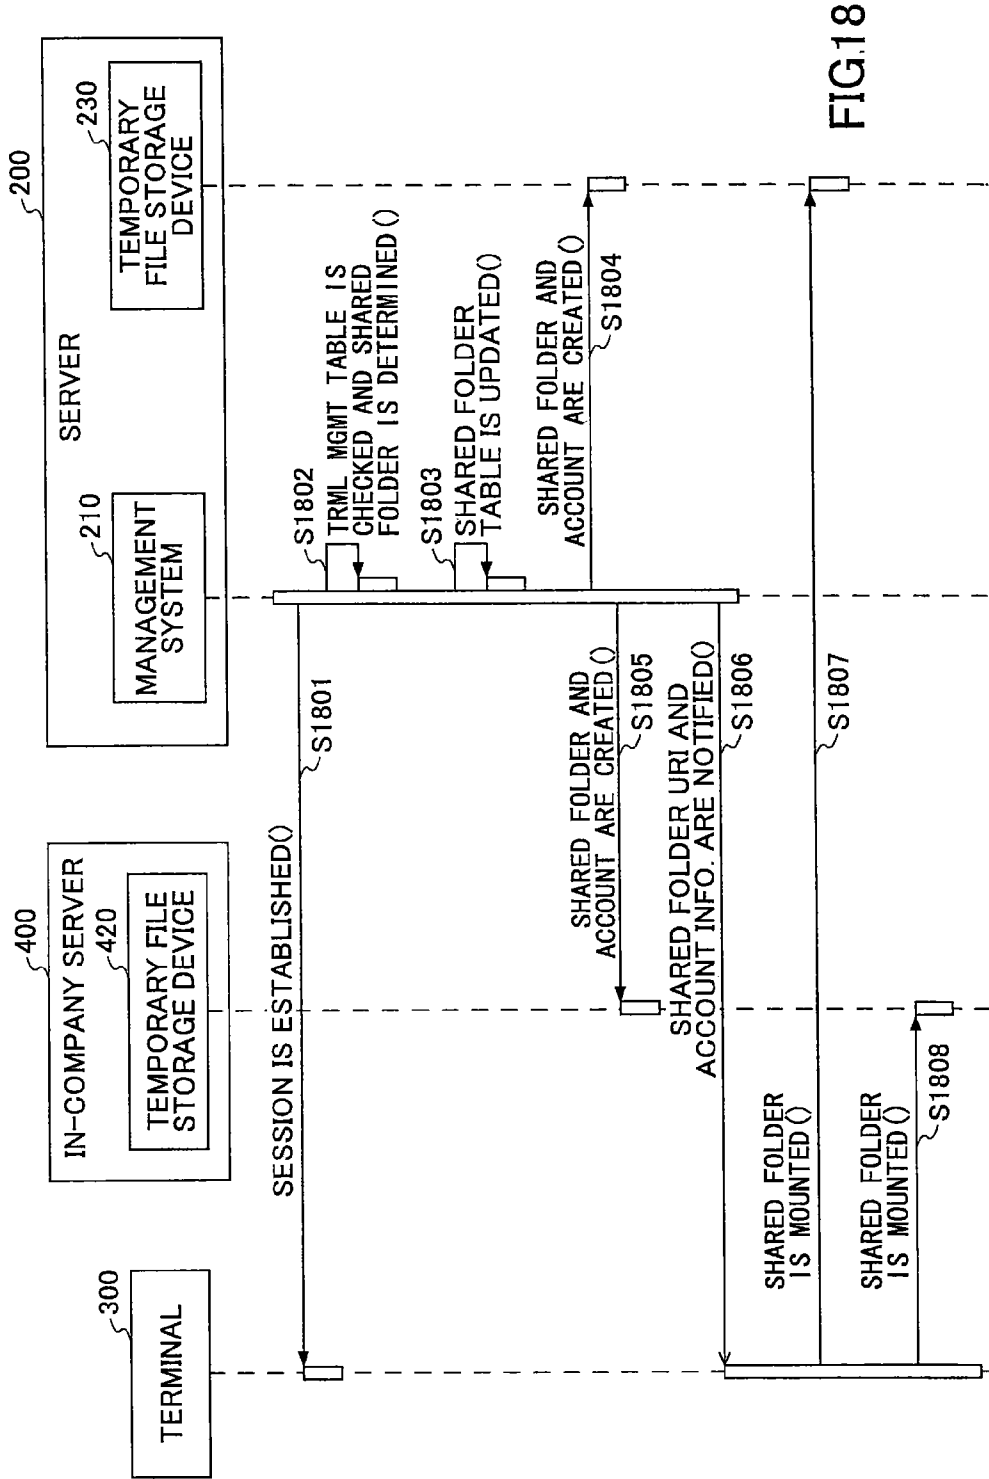 300
TERMINAL
400
IN-COMPANY SERVER
420
TEMPORARY FILE
STORAGE DEVICE
200
SERVER
210
MANAGEMENT
SYSTEM
230
TEMPORARY
FILE STORAGE
DEVICE
SESSION IS ESTABLISHED()
S1801
S1802
TRML MGMT TABLE IS
CHECKED AND SHARED
FOLDER IS DETERMINED()
S1803
SHARED FOLDER
TABLE IS UPDATED()
SHARED FOLDER AND
ACCOUNT ARE CREATED()
S1804
SHARED FOLDER AND
ACCOUNT ARE CREATED()
S1805
SHARED FOLDER URI AND
ACCOUNT INFO. ARE NOTIFIED()
S1806
SHARED FOLDER
IS MOUNTED()
S1807
SHARED FOLDER
IS MOUNTED()
S1808
FIG.18